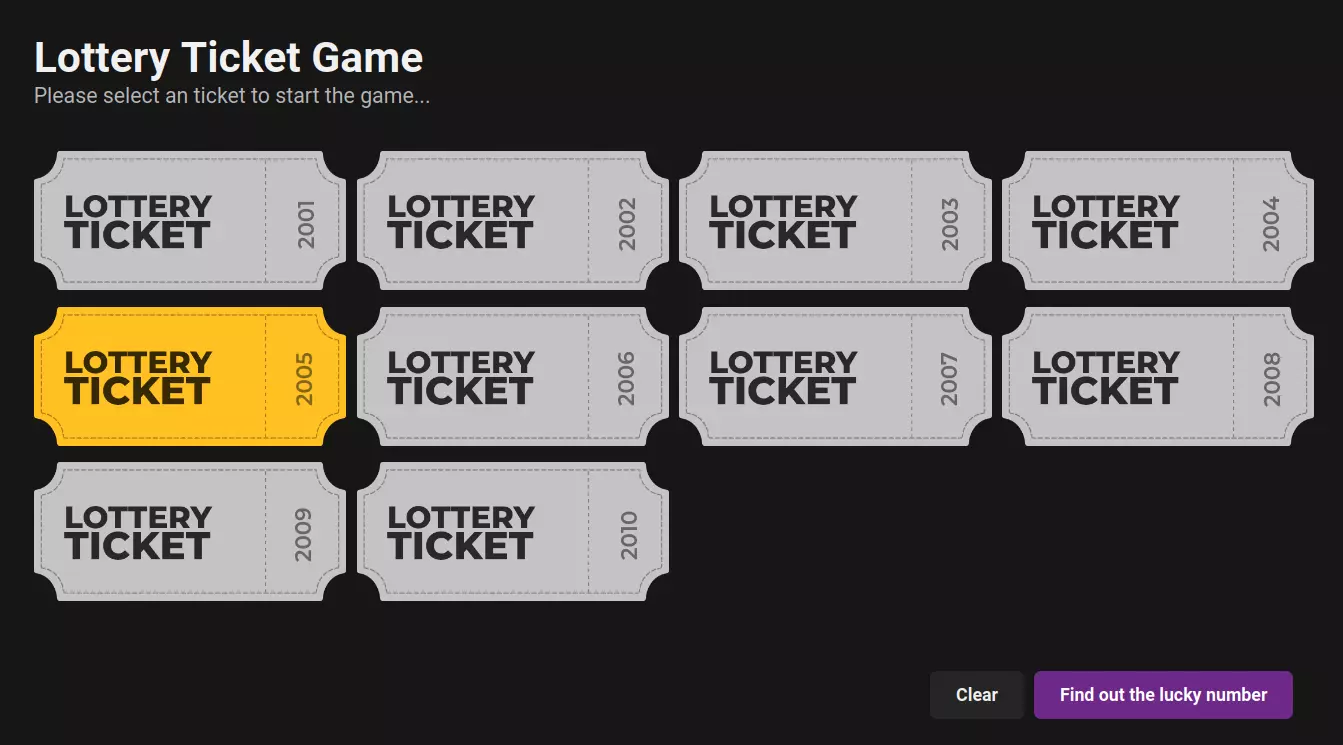 Lottery Ticket Game
Please select an ticket to start the game...
LOTTERY
TICKET
2001
LOTTERY
TICKET
2002
LOTTERY
TICKET
2003
LOTTERY
TICKET
2004
LOTTERY
TICKET
2005
LOTTERY
TICKET
2006
LOTTERY
TICKET
2007
LOTTERY
TICKET
2008
LOTTERY
TICKET
2009
LOTTERY
TICKET
2010
Clear
Find out the lucky number